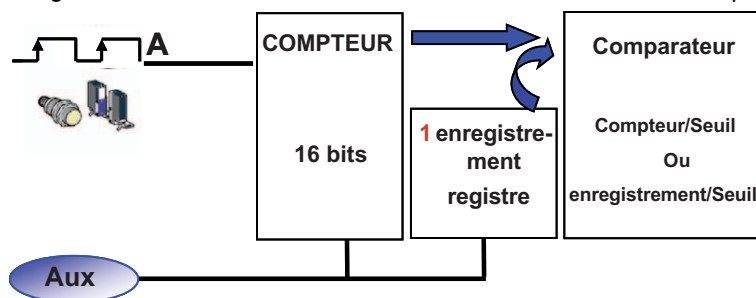 A
COMPTEUR
16 bits
1 enregistre-
ment
registre
Comparateur
Compteur/Seuil
Ou
enregistrement/Seuil
Aux